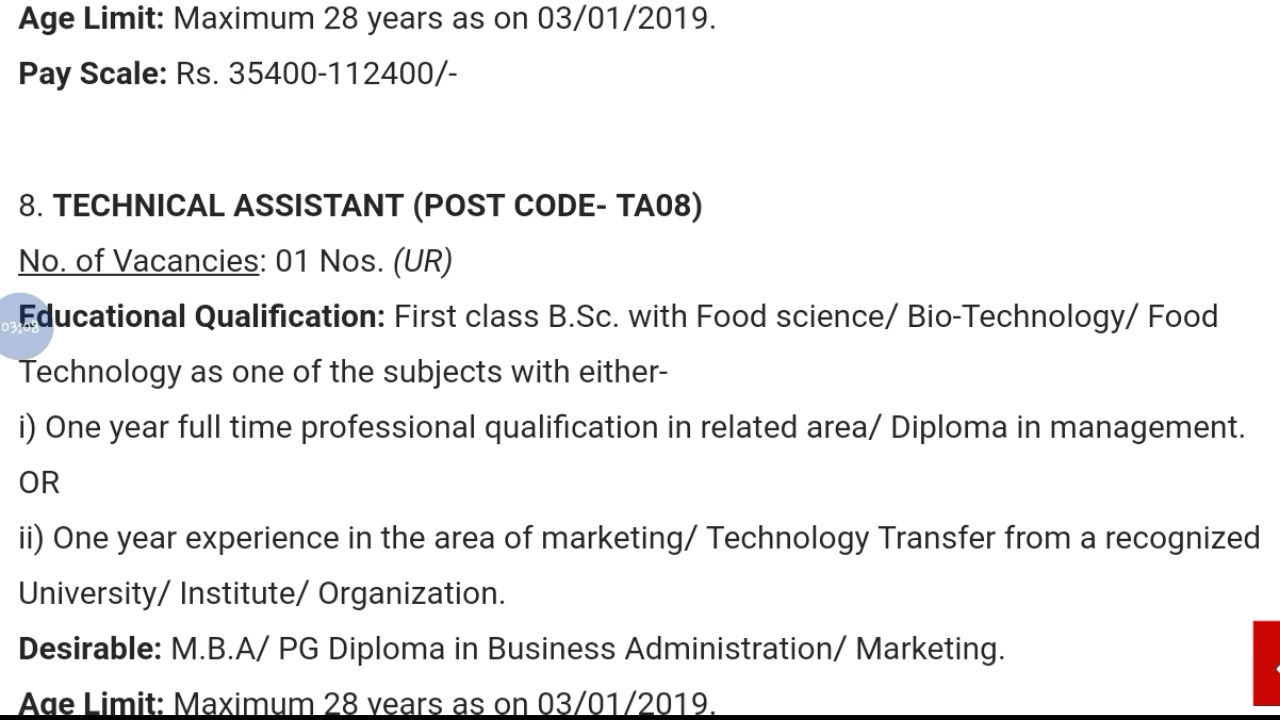 Age Limit: Maximum 28 years as on 03/01/2019.
Pay Scale: Rs. 35400-112400/-
8. TECHNICAL ASSISTANT (POST CODE- TA08)
No. of Vacancies: 01 Nos. (UR)
Educational Qualification: First class B.Sc. with Food science/ Bio-Technology/ Food
03:08
Technology as one of the subjects with either-
i) One year full time professional qualification in related area/ Diploma in management.
OR
ii) One year experience in the area of marketing/ Technology Transfer from a recognized
University/ Institute/ Organization.
Desirable: M.B.A/ PG Diploma in Business Administration/ Marketing.
Age Limit: Maximum 28 years as on 03/01/2019.